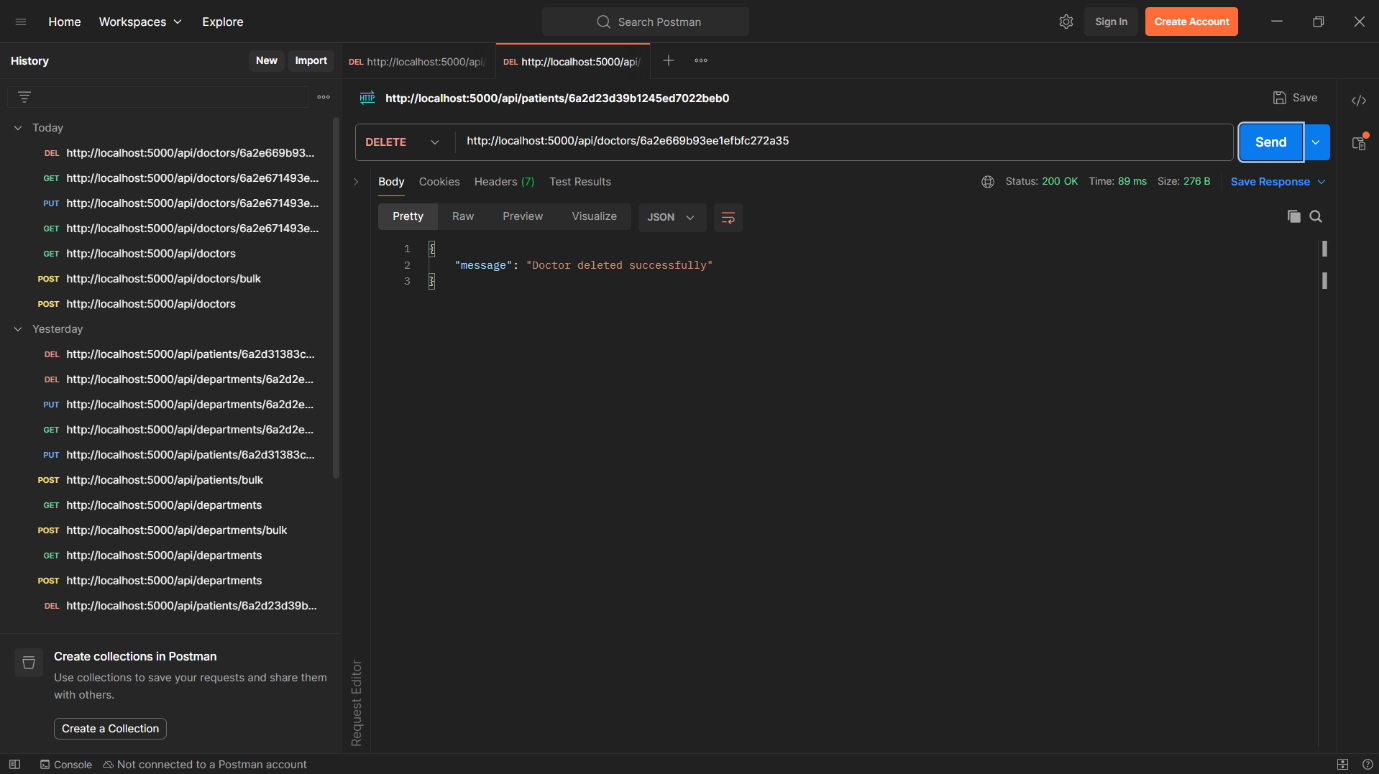 Home Workspaces Explore
Search Postman
Sign In Create Account
History New Import
DEL http://localhost:5000/api/ DEL http://localhost:5000/api/
HTTP http://localhost:5000/api/patients/6a2d23d39b1245ed7022beb0 Save
DELETE http://localhost:5000/api/doctors/6a2e669b93ee1efbfc272a35 Send
Body Cookies Headers (7) Test Results Status: 200 OK Time: 89 ms Size: 276 B Save Response
Pretty Raw Preview Visualize JSON
1 {
2 "message": "Doctor deleted successfully"
3 }
Today
DEL http://localhost:5000/api/doctors/6a2e669b93...
GET http://localhost:5000/api/doctors/6a2e671493e...
PUT http://localhost:5000/api/doctors/6a2e671493e...
GET http://localhost:5000/api/doctors/6a2e671493e...
GET http://localhost:5000/api/doctors
POST http://localhost:5000/api/doctors/bulk
POST http://localhost:5000/api/doctors
Yesterday
DEL http://localhost:5000/api/patients/6a2d31383c...
DEL http://localhost:5000/api/departments/6a2d2e...
PUT http://localhost:5000/api/departments/6a2d2e...
GET http://localhost:5000/api/departments/6a2d2e...
PUT http://localhost:5000/api/patients/6a2d31383c...
POST http://localhost:5000/api/patients/bulk
GET http://localhost:5000/api/departments
POST http://localhost:5000/api/departments/bulk
GET http://localhost:5000/api/departments
POST http://localhost:5000/api/departments
DEL http://localhost:5000/api/patients/6a2d23d39b...
Create collections in Postman
Use collections to save your requests and share them
with others.
Create a Collection
Request Editor
Console Not connected to a Postman account